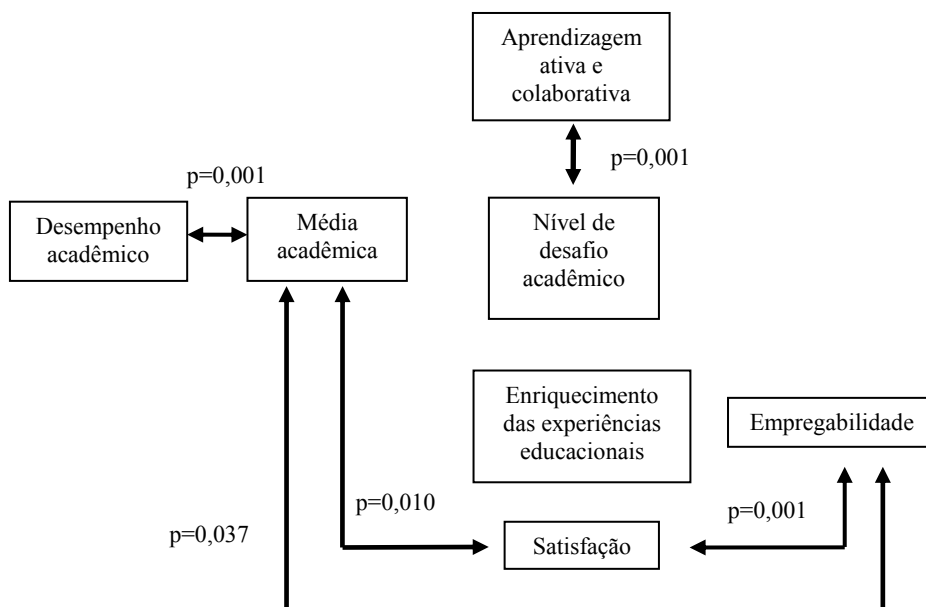 Aprendizagem
ativa e
colaborativa
p=0,001
p=0,001
Desempenho
acadêmico
Média
acadêmica
Nível de
desafio
acadêmico
Enriquecimento
das experiências
educacionais
Empregabilidade
p=0,010
p=0,001
p=0,037
Satisfação